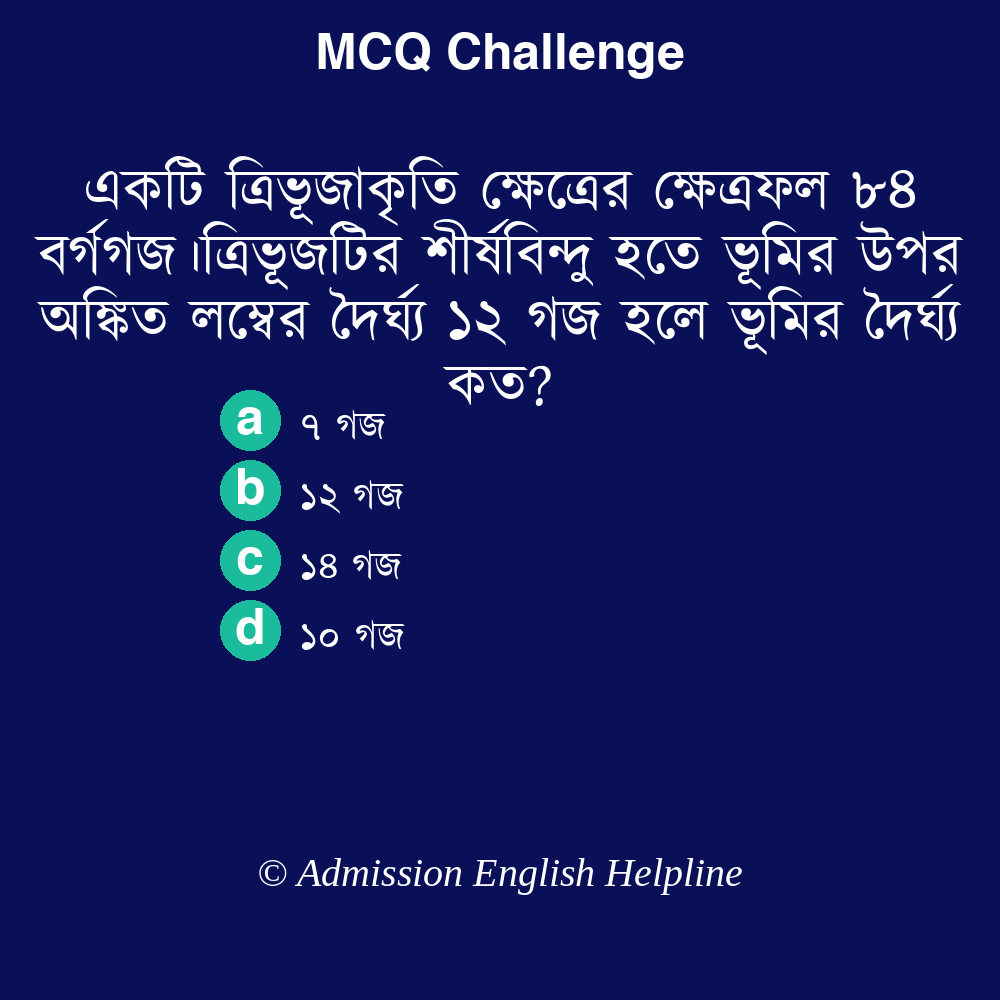 MCQ Challenge
একটি ত্রিভূজাকৃতি ক্ষেত্রের ক্ষেত্রফল ৮৪
বর্গগজ।ত্রিভূজটির শীর্ষবিন্দু হতে ভূমির উপর
অঙ্কিত লম্বের দৈর্ঘ্য ১২ গজ হলে ভূমির দৈর্ঘ্য
কত?
a ৭ গজ
b ১২ গজ
c ১৪ গজ
d ১০ গজ
© Admission English Helpline